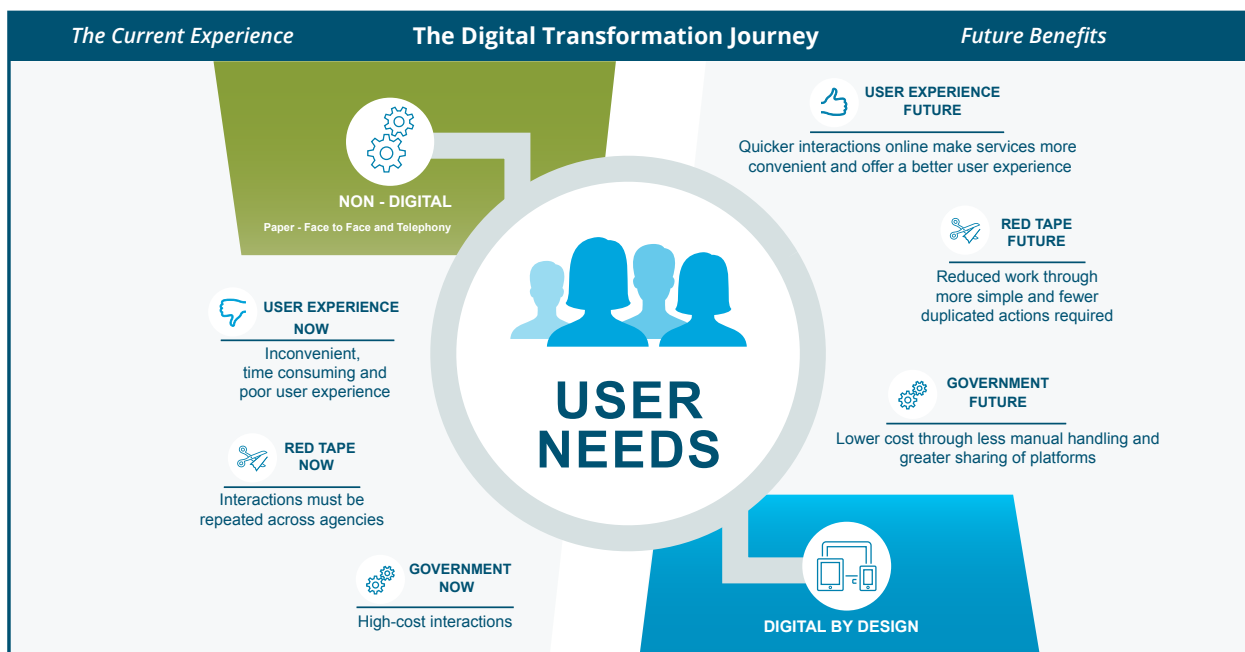 The Current Experience
The Digital Transformation Journey
Future Benefits
NON - DIGITAL
Paper - Face to Face and Telephony
USER EXPERIENCE
NOW
Inconvenient,
time consuming and
poor user experience
RED TAPE
NOW
Interactions must be
repeated across agencies
GOVERNMENT
NOW
High-cost interactions
USER
NEEDS
USER EXPERIENCE
FUTURE
Quicker interactions online make services more
convenient and offer a better user experience
RED TAPE
FUTURE
Reduced work through
more simple and fewer
duplicated actions required
GOVERNMENT
FUTURE
Lower cost through less manual handling and
greater sharing of platforms
DIGITAL BY DESIGN